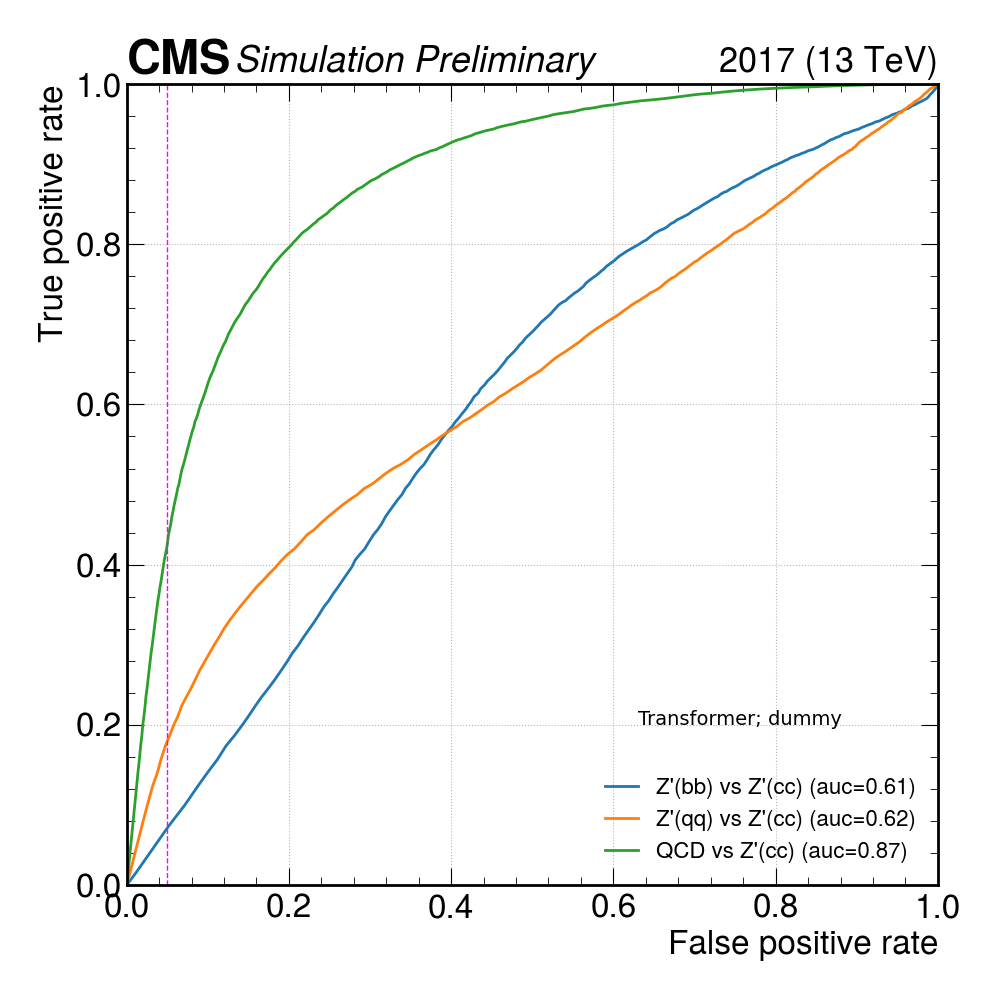 CMS Simulation Preliminary 2017 (13 TeV)
True positive rate
1.0
0.8
0.6
0.4
0.2
0.0
Transformer; dummy
Z'(bb) vs Z'(cc) (auc=0.61)
Z'(qq) vs Z'(cc) (auc=0.62)
QCD vs Z'(cc) (auc=0.87)
0.0 0.2 0.4 0.6 0.8 1.0
False positive rate